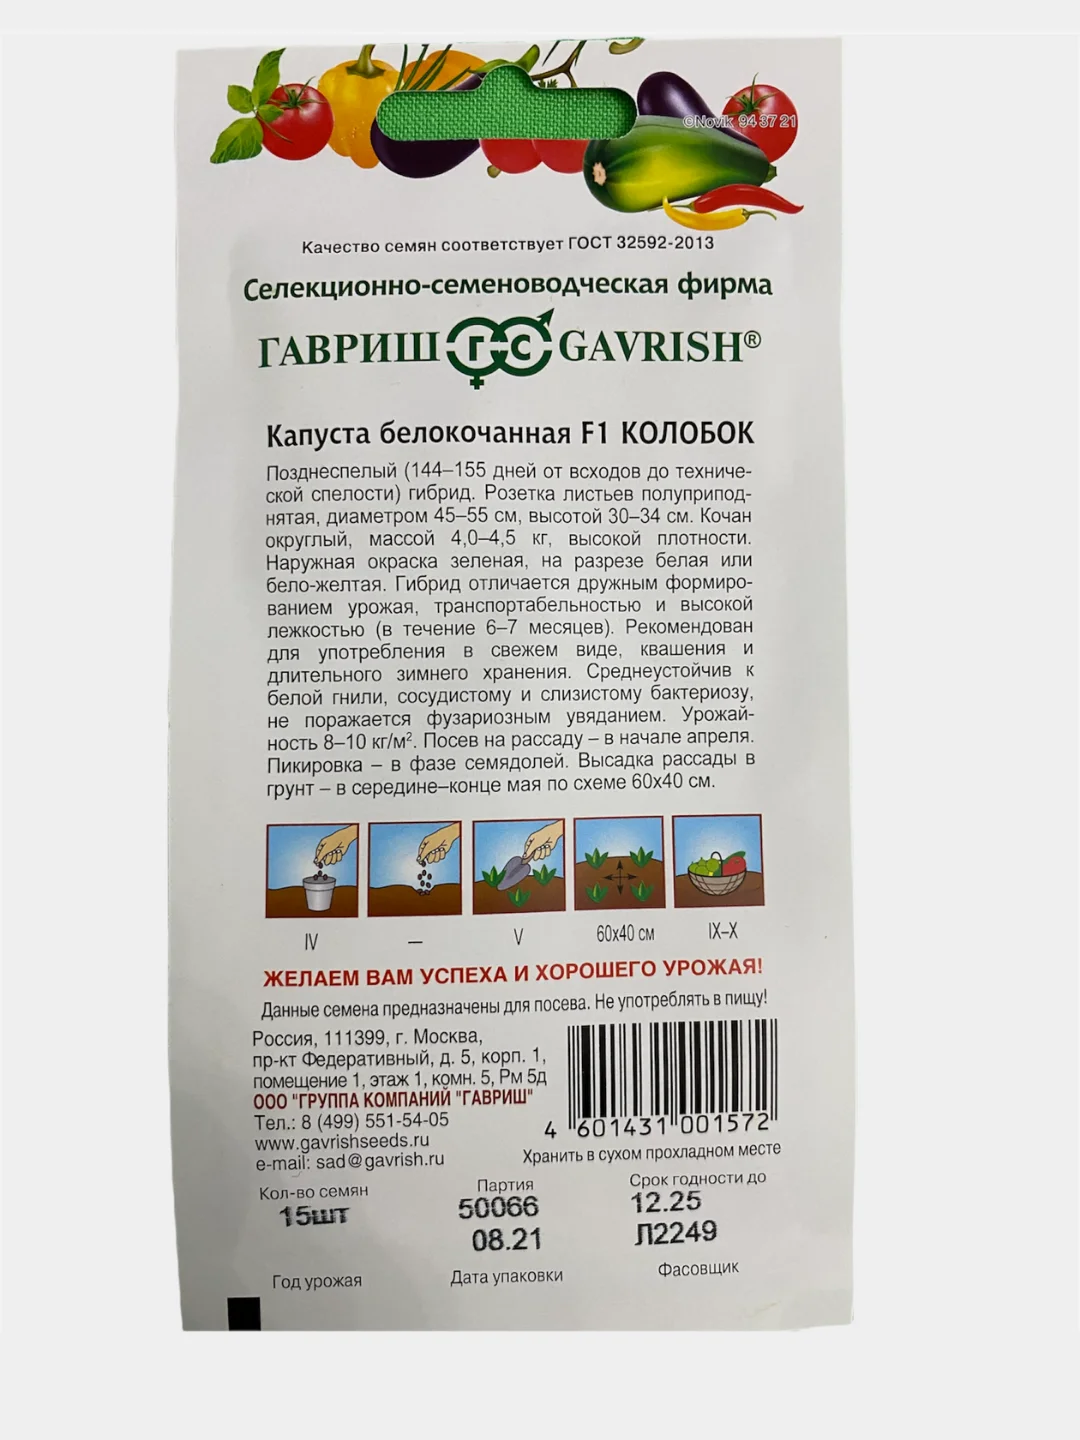 ©Novik 94 37 21
Качество семян соответствует ГОСТ 32592-2013
Селекционно-семеноводческая фирма
ГАВРИШ ГС GAVRISH®
Капуста белокочанная F1 КОЛОБОК
Позднеспелый (144–155 дней от всходов до техниче-
ской спелости) гибрид. Розетка листьев полуприпод-
нятая, диаметром 45–55 см, высотой 30–34 см. Кочан
округлый, массой 4,0–4,5 кг, высокой плотности.
Наружная окраска зеленая, на разрезе белая или
бело-желтая. Гибрид отличается дружным формиро-
ванием урожая, транспортабельностью и высокой
лежкостью (в течение 6–7 месяцев). Рекомендован
для употребления в свежем виде, квашения и
длительного зимнего хранения. Среднеустойчив к
белой гнили, сосудистому и слизистому бактериозу,
не поражается фузариозным увяданием. Урожай-
ность 8–10 кг/м². Посев на рассаду – в начале апреля.
Пикировка – в фазе семядолей. Высадка рассады в
грунт – в середине–конце мая по схеме 60х40 см.
IV — V 60х40 см IX–X
ЖЕЛАЕМ ВАМ УСПЕХА И ХОРОШЕГО УРОЖАЯ!
Данные семена предназначены для посева. Не употреблять в пищу!
Россия, 111399, г. Москва,
пр-кт Федеративный, д. 5, корп. 1,
помещение 1, этаж 1, комн. 5, Рм 5д
ООО "ГРУППА КОМПАНИЙ "ГАВРИШ"
Тел.: 8 (499) 551-54-05
www.gavrishseeds.ru
e-mail: sad@gavrish.ru
4 601431 001572
Хранить в сухом прохладном месте
Кол-во семян Партия Срок годности до
15шт 50066 12.25
08.21 Л2249
Год урожая Дата упаковки Фасовщик